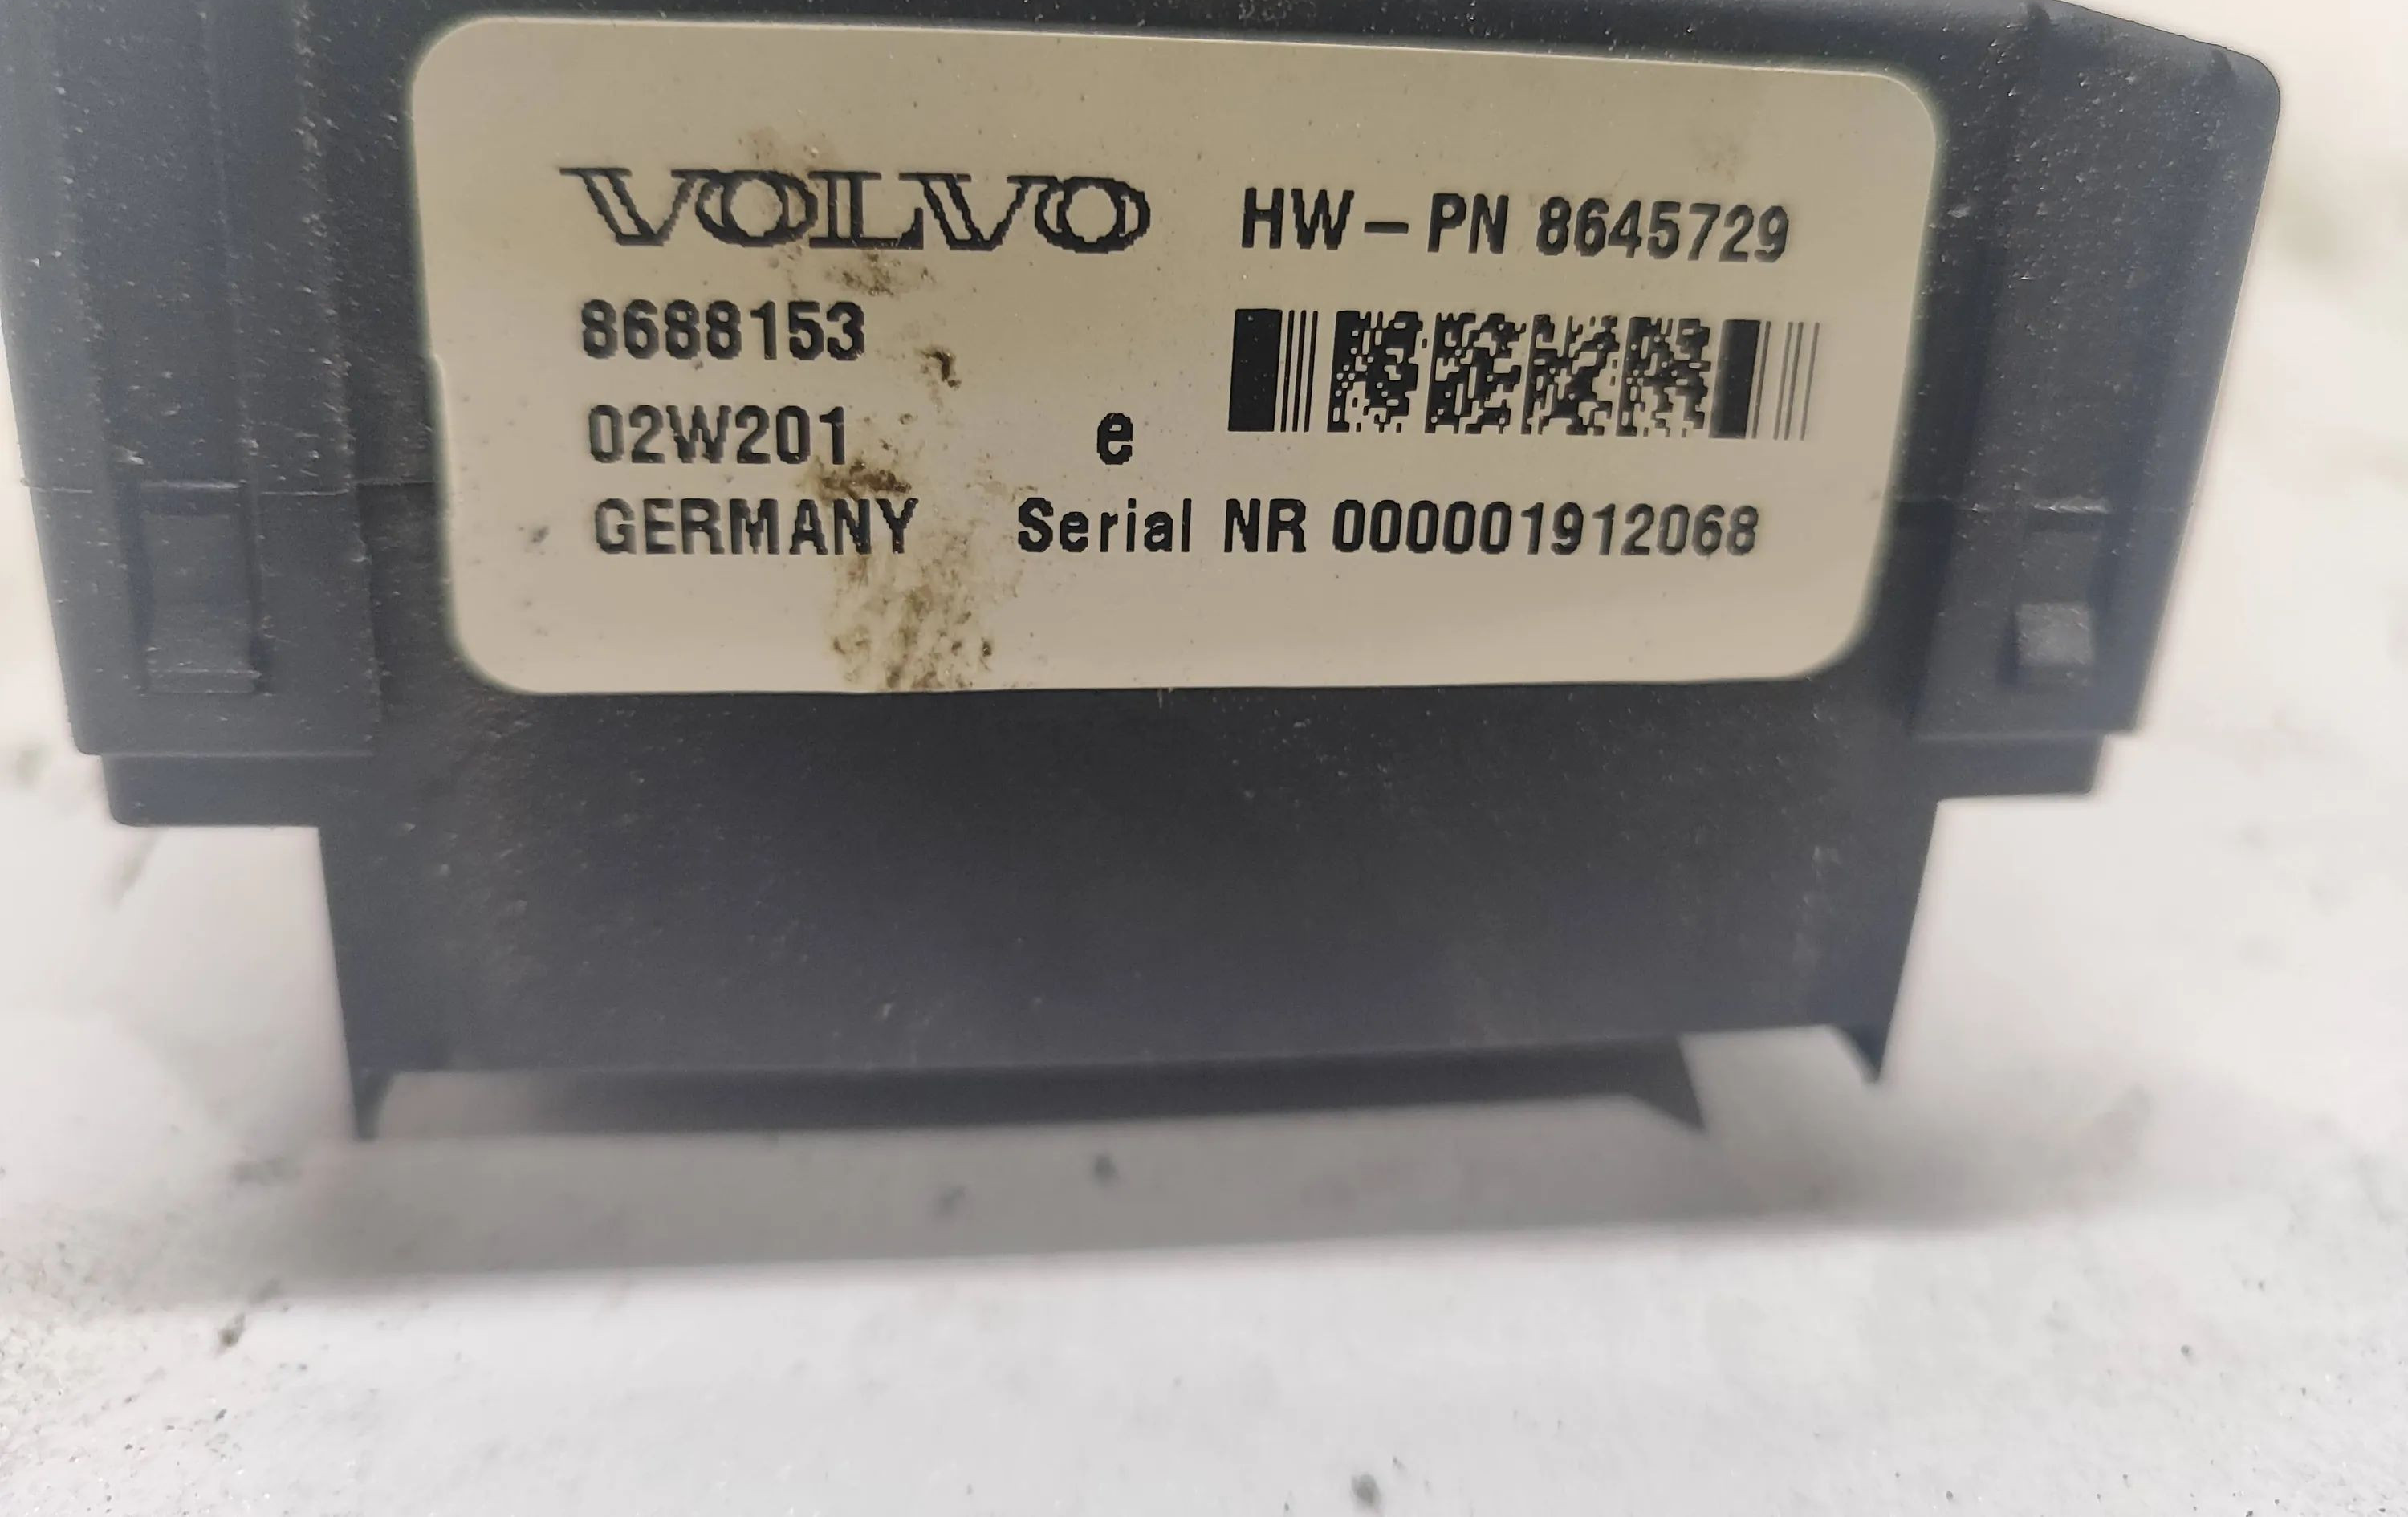 VOLVO HW-PN 8645729
8688153
02W201 e
GERMANY Serial NR 000001912068